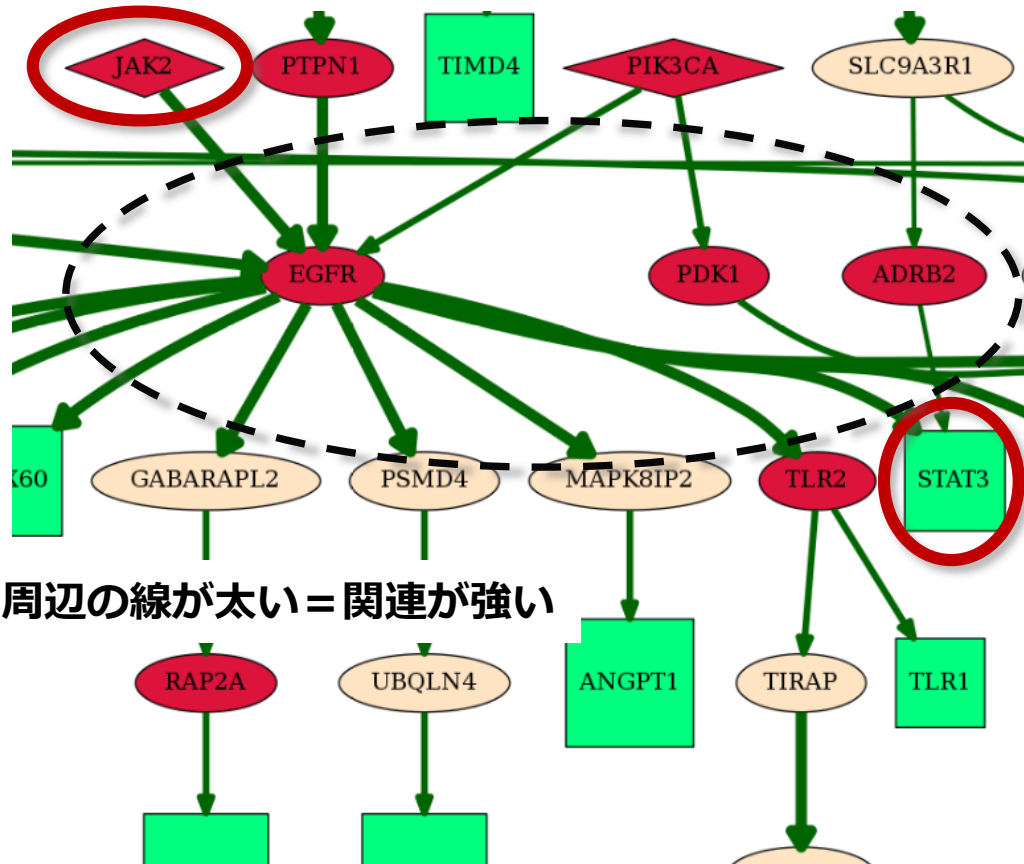 JAK2
PTPN1
TIMD4
PIK3CA
SLC9A3R1
EGFR
PDK1
ADRB2
GABARAPL2
PSMD4
MAPK8IP2
TLR2
STAT3
周辺の線が太い＝関連が強い
RAP2A
UBQLN4
ANGPT1
TIRAP
TLR1